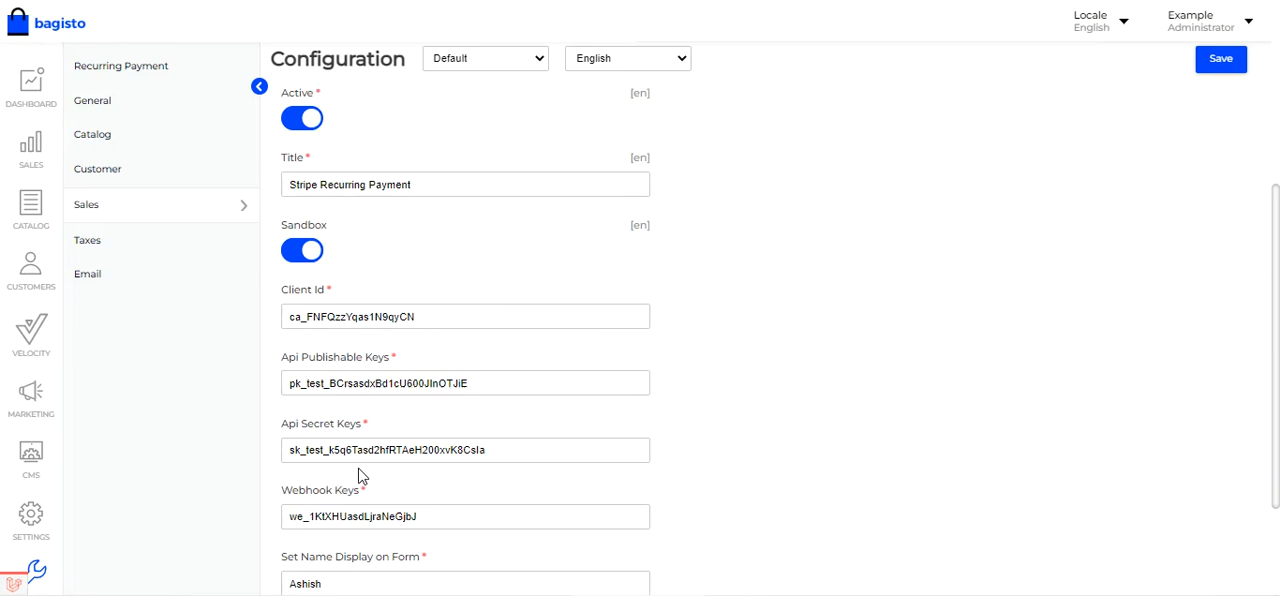 bagisto
Locale
English
Example
Administrator
DASHBOARD
SALES
CATALOG
CUSTOMERS
VELOCITY
MARKETING
CMS
SETTINGS
Recurring Payment
General
Catalog
Customer
Sales
Taxes
Email
Configuration
Default
English
Save
Active *
[en]
Title *
[en]
Stripe Recurring Payment
Sandbox
[en]
Client Id *
ca_FNFQzzYqas1N9qyCN
Api Publishable Keys *
pk_test_BCrsasdxBd1cU600JInOTJiE
Api Secret Keys *
sk_test_k5q6Tasd2hfRTAeH200xvK8Csla
Webhook Keys *
we_1KtXHUasdLjraNeGjbJ
Set Name Display on Form *
Ashish